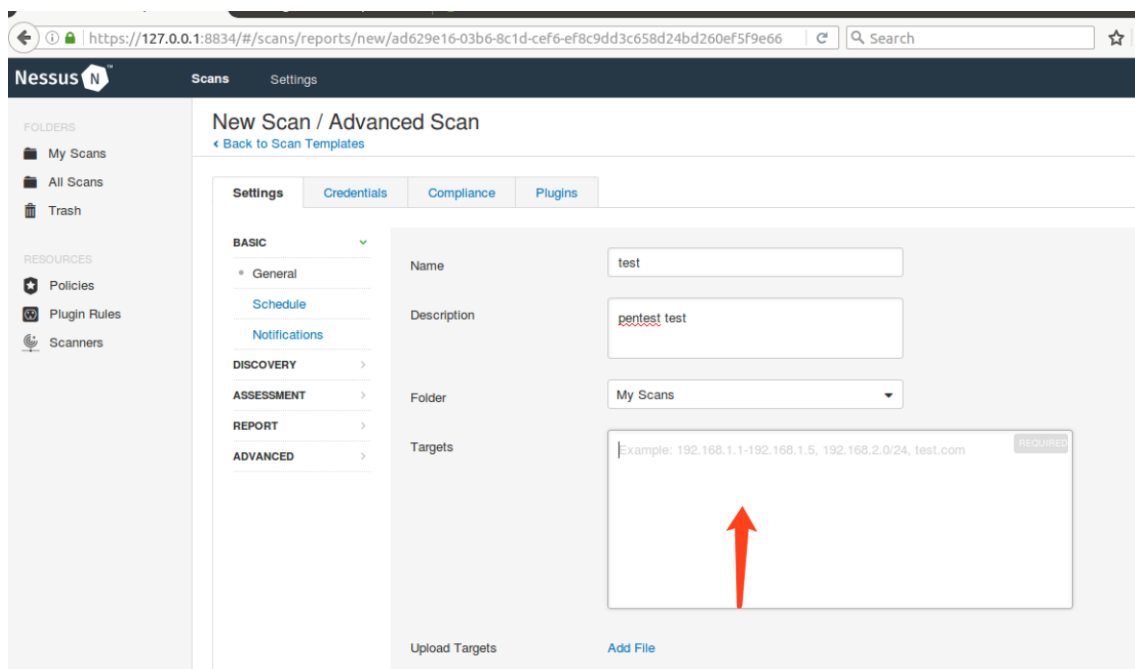 https://127.0.0.1:8834/#/scans/reports/new/ad629e16-03b6-8c1d-cef6-ef8c9dd3c658d24bd260ef5f9e66
Search
Nessus N ™
Scans
Settings
FOLDERS
My Scans
All Scans
Trash
RESOURCES
Policies
Plugin Rules
Scanners
New Scan / Advanced Scan
Back to Scan Templates
Settings
Credentials
Compliance
Plugins
BASIC
General
Schedule
Notifications
DISCOVERY
ASSESSMENT
REPORT
ADVANCED
Name
test
Description
pentest test
Folder
My Scans
Targets
Example: 192.168.1.1-192.168.1.5, 192.168.2.0/24, test.com
REQUIRED
Upload Targets
Add File